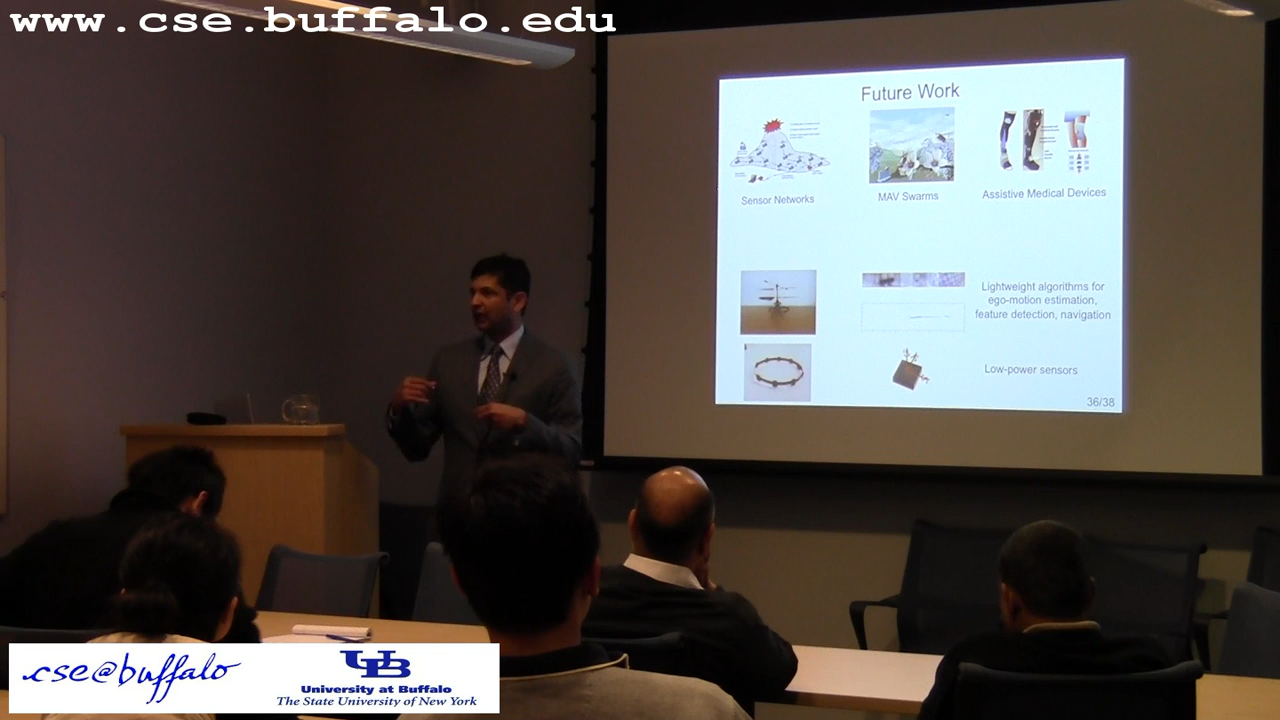 www.cse.buffalo.edu
Future Work
Sensor Networks
MAV Swarms
Assistive Medical Devices
Lightweight algorithms for
ego-motion estimation,
feature detection, navigation
Low-power sensors
36/38
cse@buffalo
UB
University at Buffalo
The State University of New York